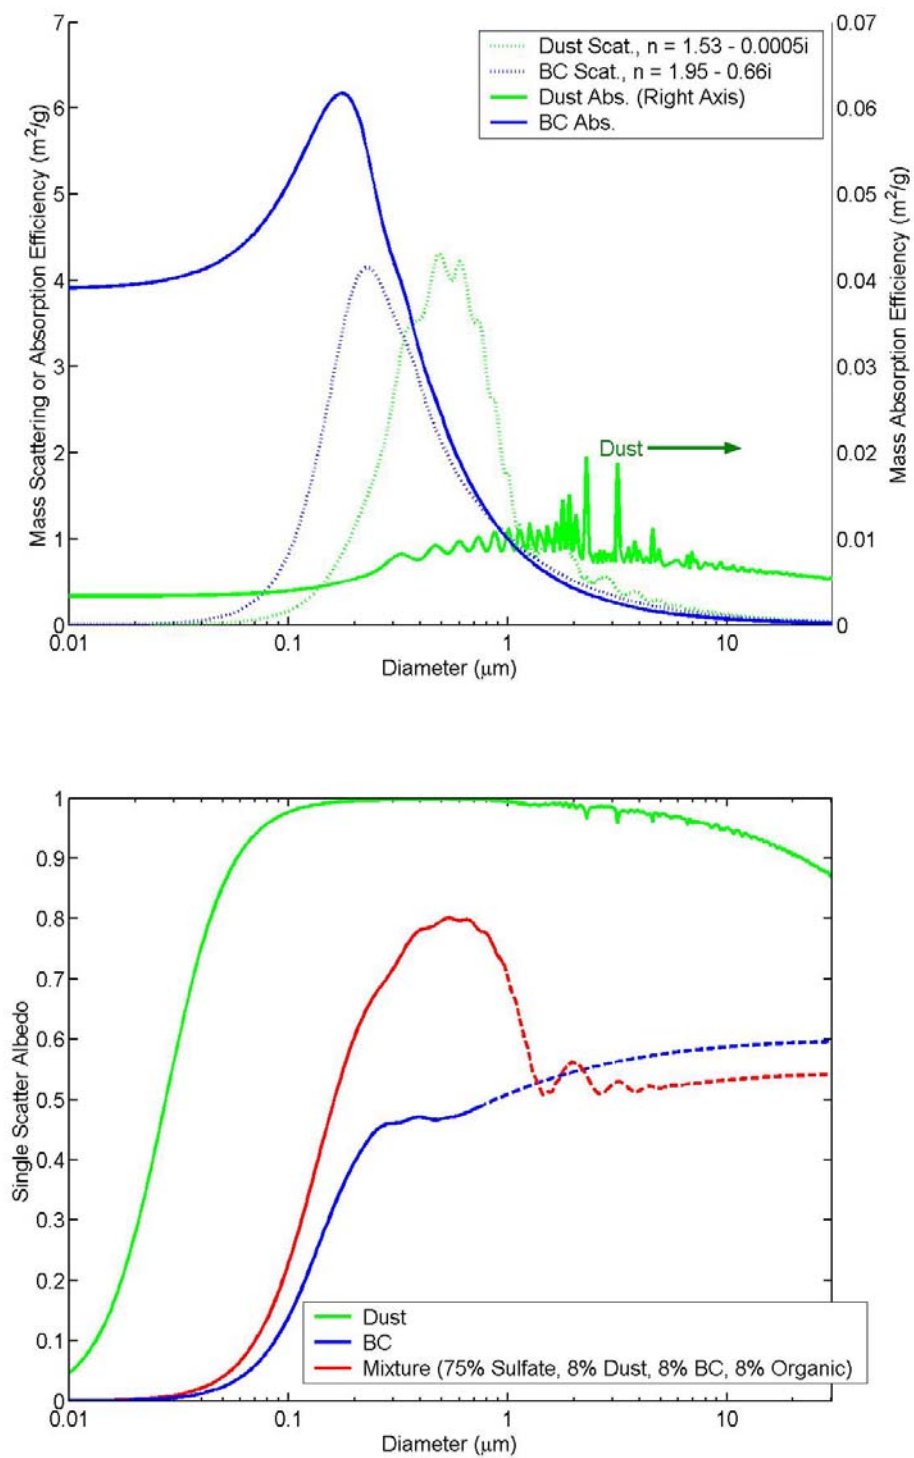 7
6
5
4
3
2
1
0
Mass Scattering or Absorption Efficiency (m²/g)
Dust Scat., n = 1.53 - 0.0005i
BC Scat., n = 1.95 - 0.66i
Dust Abs. (Right Axis)
BC Abs.
0.07
0.06
0.05
0.04
0.03
0.02
0.01
0
Mass Absorption Efficiency (m²/g)
Dust
0.01 0.1 1 10
Diameter (μm)
1
0.9
0.8
0.7
0.6
0.5
0.4
0.3
0.2
0.1
0
Single Scatter Albedo
Dust
BC
Mixture (75% Sulfate, 8% Dust, 8% BC, 8% Organic)
0.01 0.1 1 10
Diameter (μm)